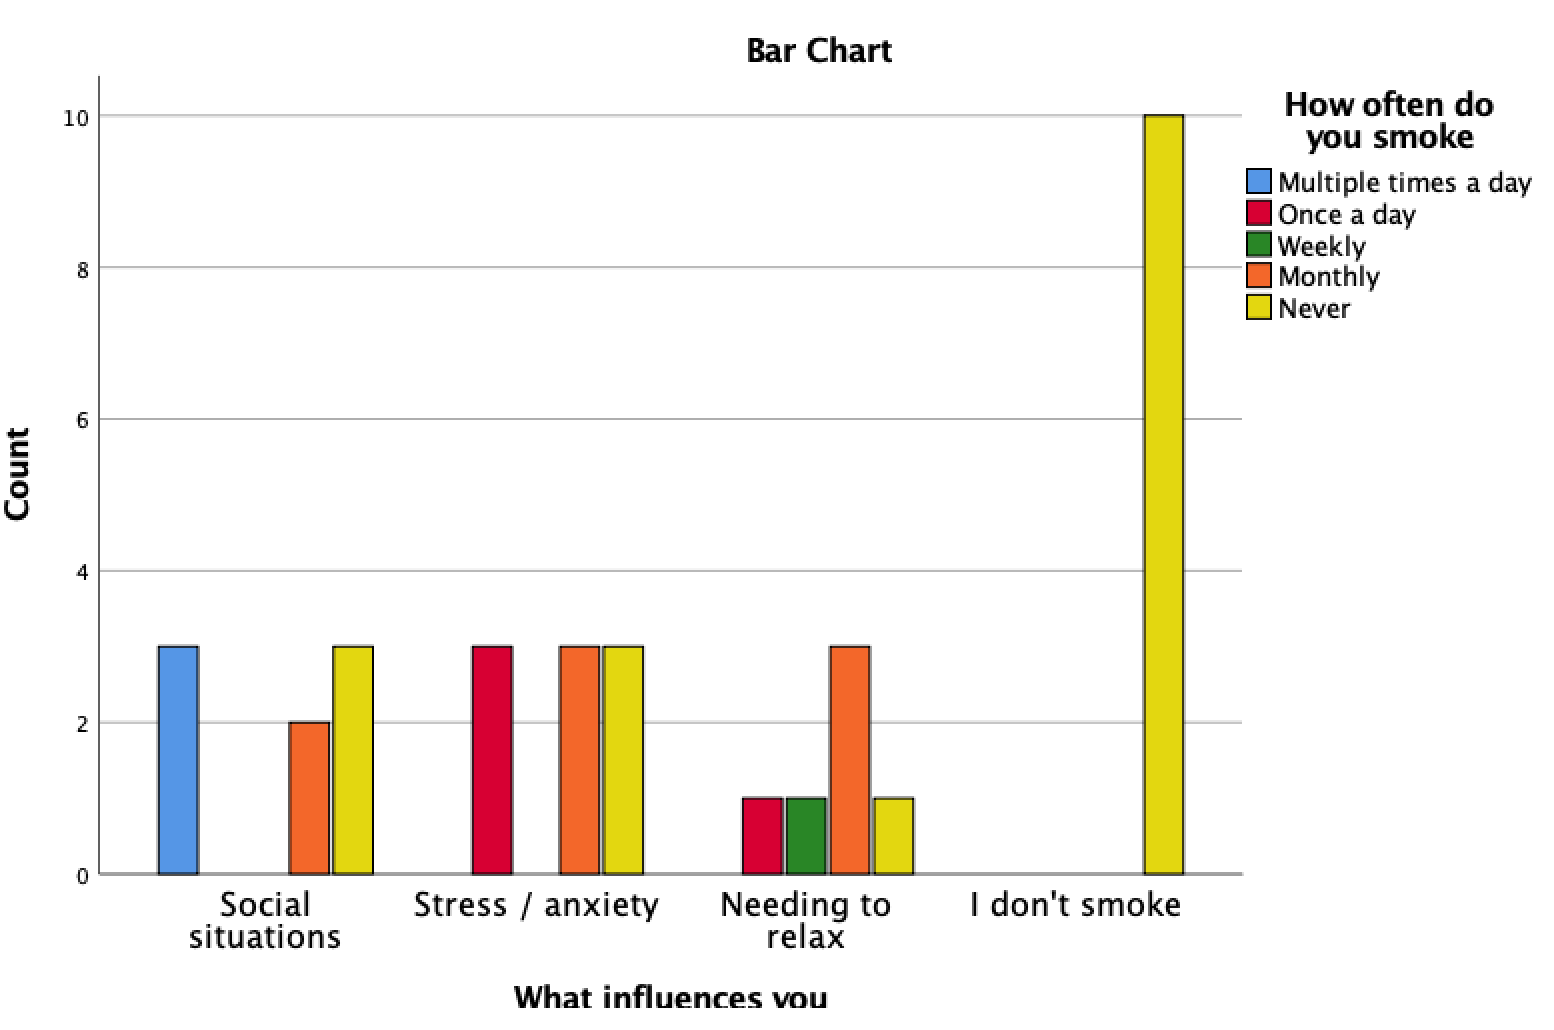 Bar Chart
How often do
you smoke
Multiple times a day
Once a day
Weekly
Monthly
Never
Count
10
8
6
4
2
0
Social
situations
Stress / anxiety
Needing to
relax
I don't smoke
What influences you